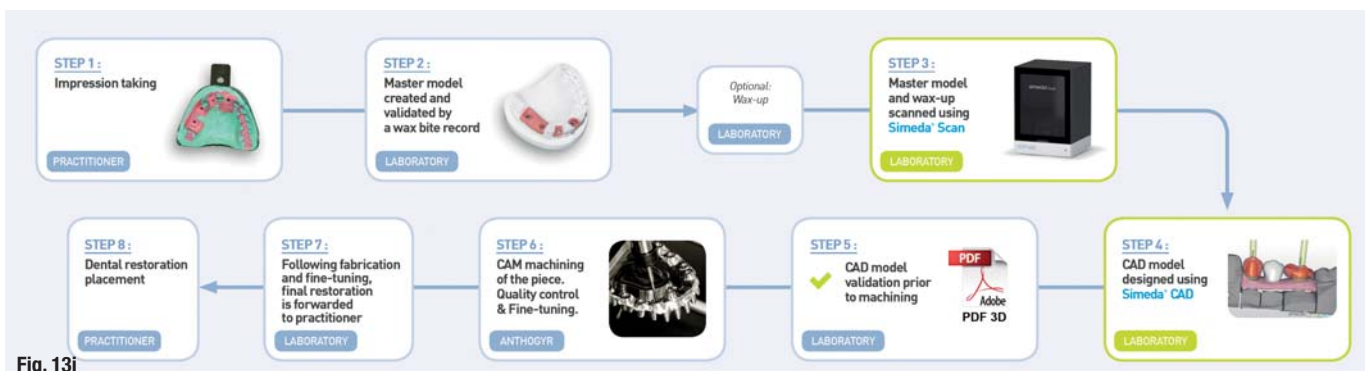 STEP 1 :
Impression taking
PRACTITIONER
STEP 2 :
Master model
created and
validated by
a wax bite record
LABORATORY
Optional:
Wax-up
LABORATORY
STEP 3 :
Master model
and wax-up
scanned using
Simeda® Scan
LABORATORY
STEP 4 :
CAD model
designed using
Simeda® CAD
LABORATORY
STEP 5 :
CAD model
validation prior
to machining
PDF
Adobe
PDF 3D
LABORATORY
STEP 6 :
CAM machining
of the piece.
Quality control
& Fine-tuning.
ANTHOGYR
STEP 7 :
Following fabrication
and fine-tuning,
final restoration
is forwarded
to practitioner
LABORATORY
STEP 8 :
Dental restoration
placement
PRACTITIONER
Fig. 13i